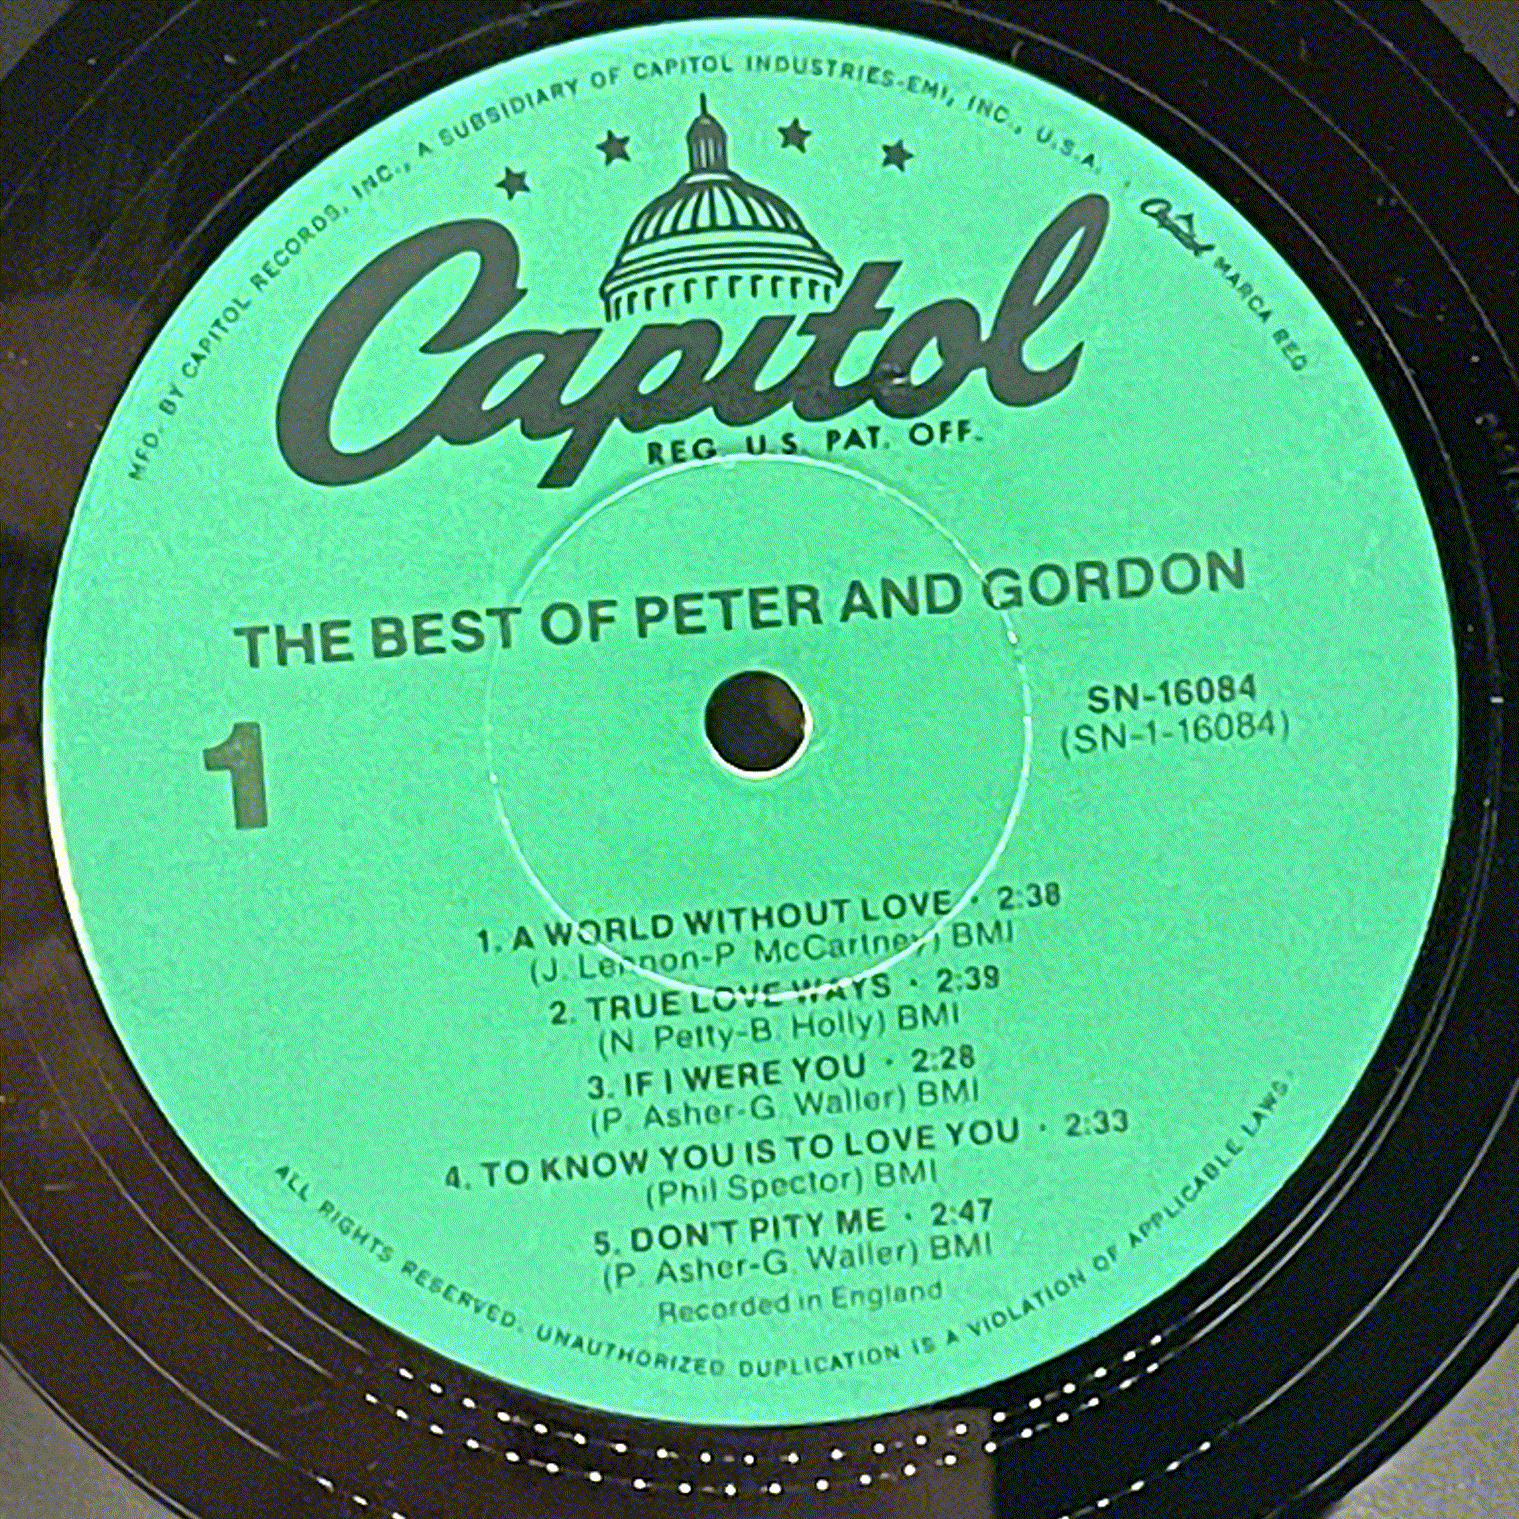 MFD. BY CAPITOL RECORDS, INC., A SUBSIDIARY OF CAPITOL INDUSTRIES-EMI, INC., U.S.A. · Capitol MARCA REG.
Capitol
REG. U.S. PAT. OFF.
THE BEST OF PETER AND GORDON
1
SN-16084
(SN-1-16084)
1. A WORLD WITHOUT LOVE · 2:38
(J. Lennon-P. McCartney) BMI
2. TRUE LOVE WAYS · 2:39
(N. Petty-B. Holly) BMI
3. IF I WERE YOU · 2:28
(P. Asher-G. Waller) BMI
4. TO KNOW YOU IS TO LOVE YOU · 2:33
(Phil Spector) BMI
5. DON'T PITY ME · 2:47
(P. Asher-G. Waller) BMI
Recorded in England
ALL RIGHTS RESERVED. UNAUTHORIZED DUPLICATION IS A VIOLATION OF APPLICABLE LAWS.